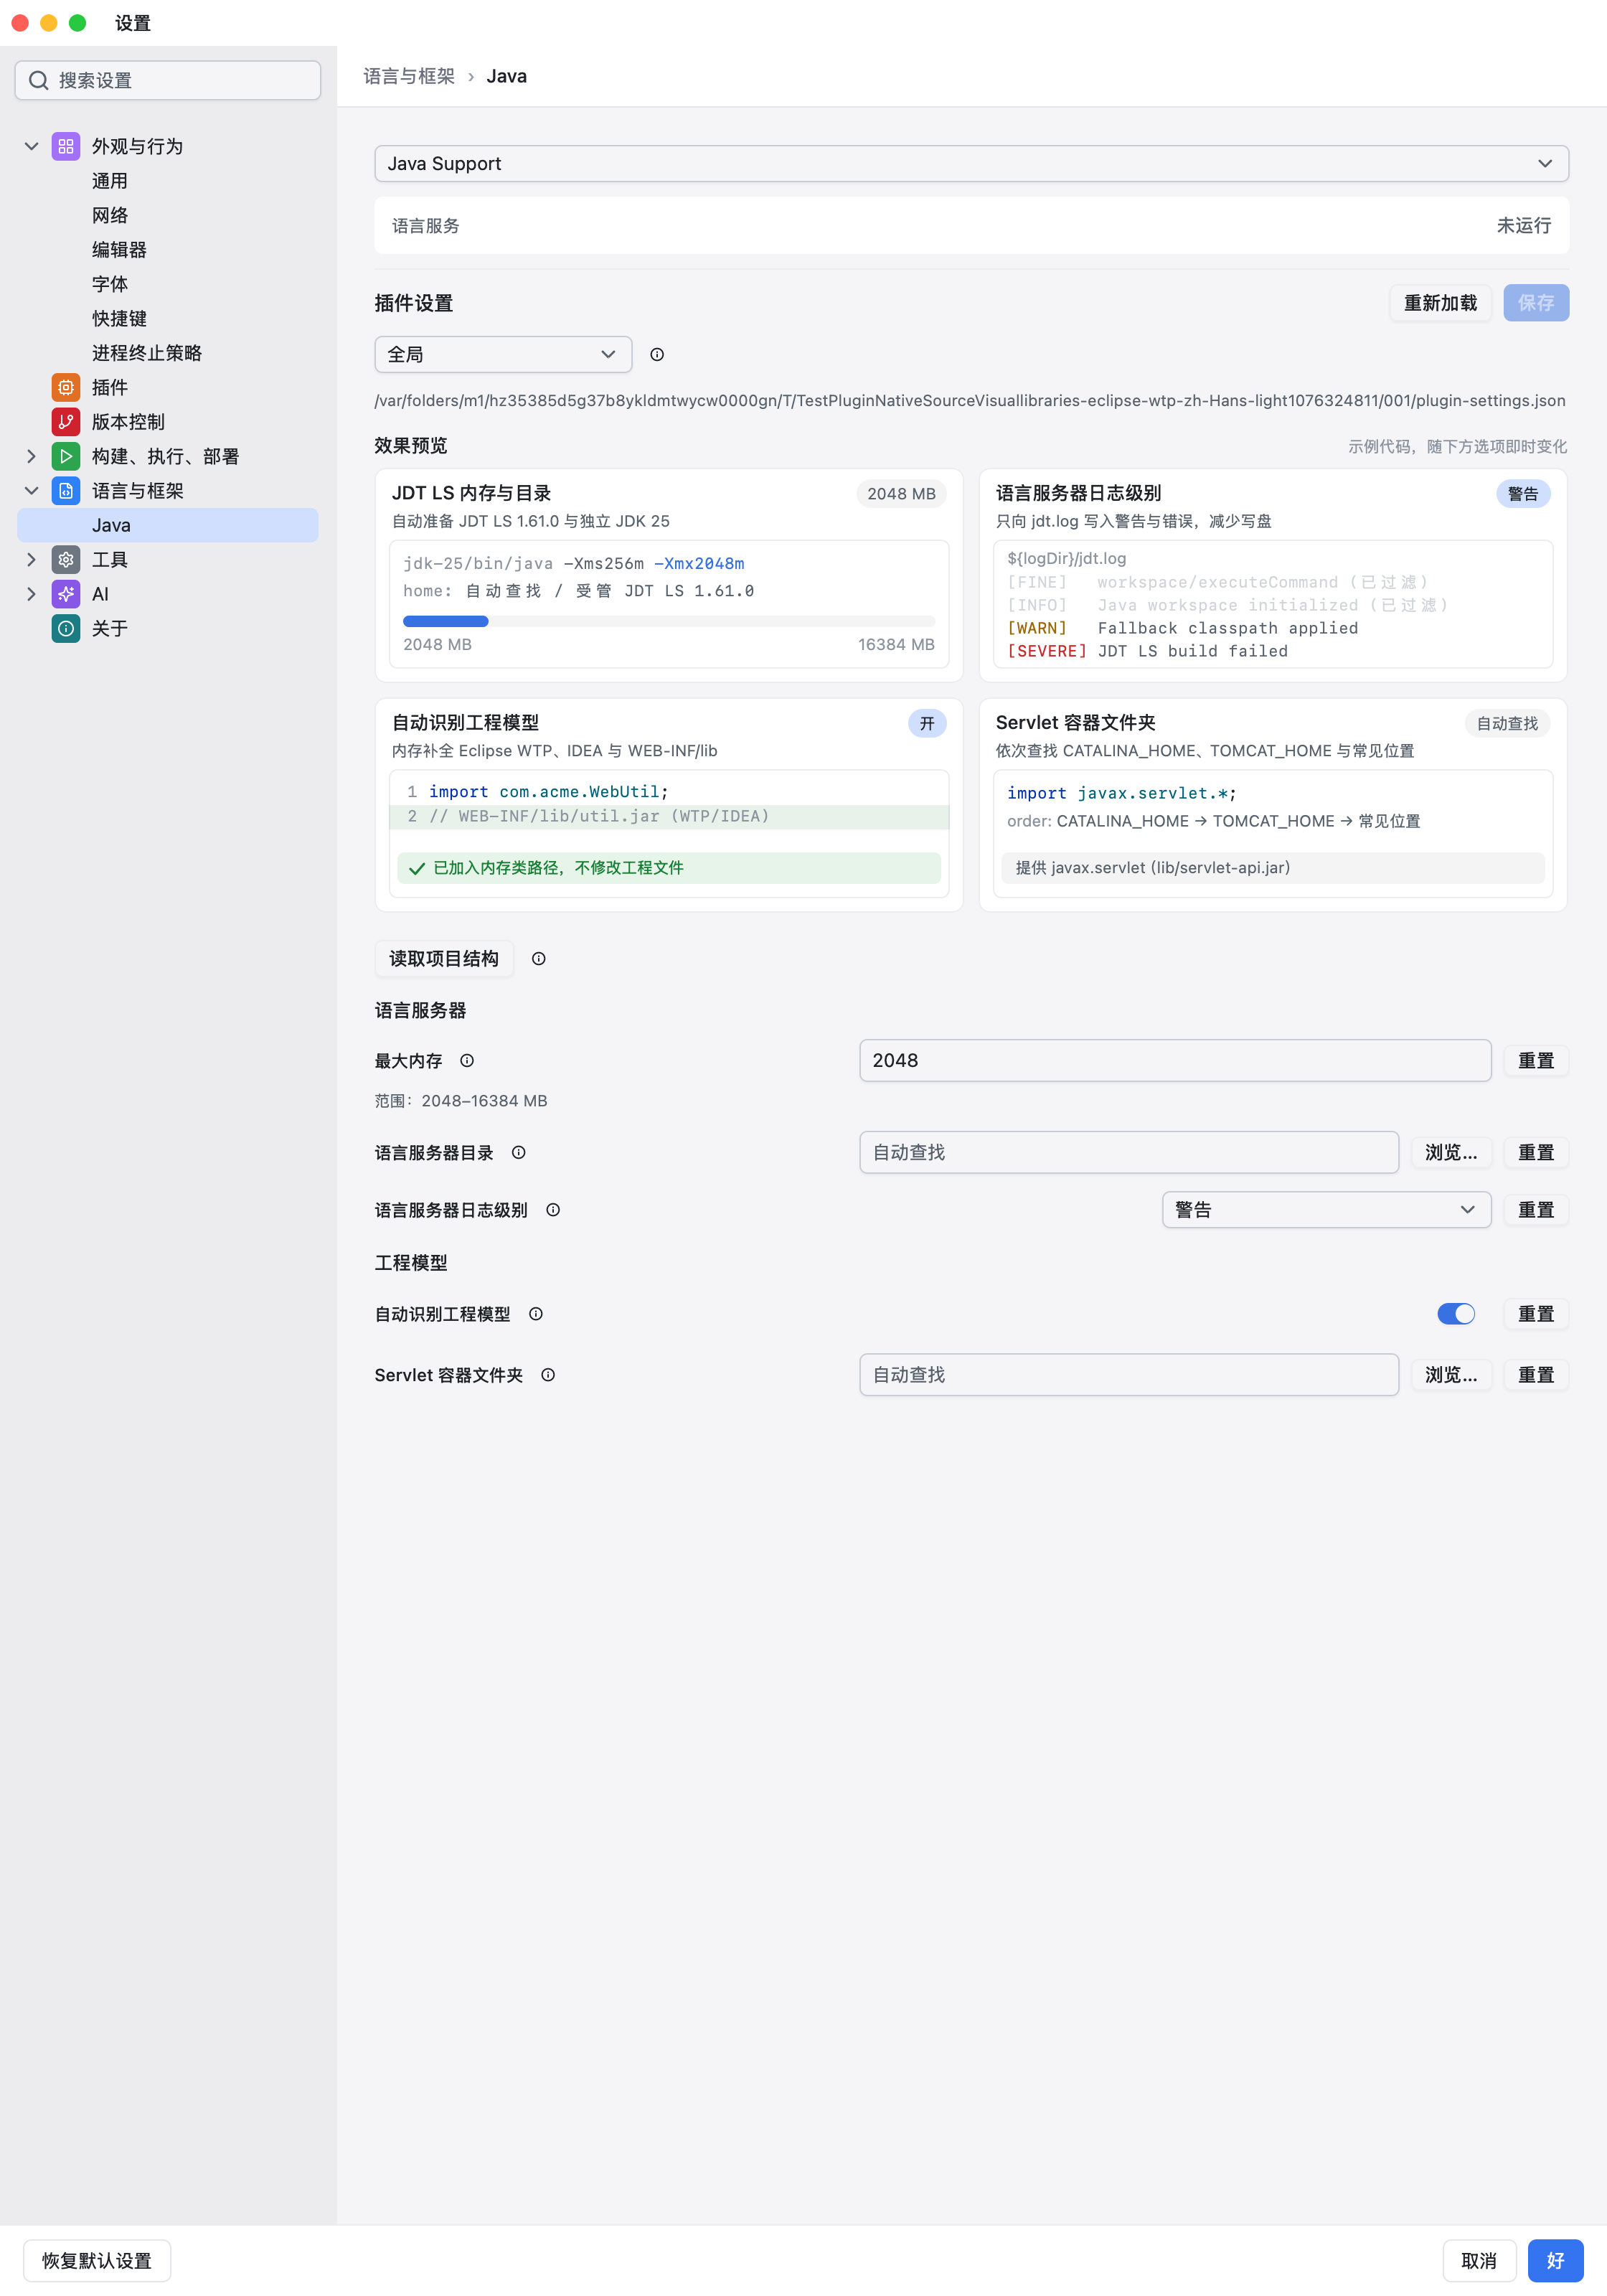 设置
搜索设置
外观与行为
通用
网络
编辑器
字体
快捷键
进程终止策略
插件
版本控制
构建、执行、部署
语言与框架
Java
工具
AI
关于
语言与框架 › Java
Java Support
语言服务 未运行
插件设置 重新加载 保存
全局
/var/folders/m1/hz35385d5g37b8ykldmtwycw0000gn/T/TestPluginNativeSourceVisuallibraries-eclipse-wtp-zh-Hans-light1076324811/001/plugin-settings.json
效果预览 示例代码，随下方选项即时变化
JDT LS 内存与目录 2048 MB
自动准备 JDT LS 1.61.0 与独立 JDK 25
jdk-25/bin/java -Xms256m -Xmx2048m
home: 自动查找 / 受管 JDT LS 1.61.0
2048 MB 16384 MB
语言服务器日志级别 警告
只向 jdt.log 写入警告与错误，减少写盘
${logDir}/jdt.log
[FINE] workspace/executeCommand (已过滤)
[INFO] Java workspace initialized (已过滤)
[WARN] Fallback classpath applied
[SEVERE] JDT LS build failed
自动识别工程模型 开
内存补全 Eclipse WTP、IDEA 与 WEB-INF/lib
1 import com.acme.WebUtil;
2 // WEB-INF/lib/util.jar (WTP/IDEA)
已加入内存类路径，不修改工程文件
Servlet 容器文件夹 自动查找
依次查找 CATALINA_HOME、TOMCAT_HOME 与常见位置
import javax.servlet.*;
order: CATALINA_HOME → TOMCAT_HOME → 常见位置
提供 javax.servlet (lib/servlet-api.jar)
读取项目结构
语言服务器
最大内存 2048 重置
范围：2048–16384 MB
语言服务器目录 自动查找 浏览... 重置
语言服务器日志级别 警告 重置
工程模型
自动识别工程模型 重置
Servlet 容器文件夹 自动查找 浏览... 重置
恢复默认设置 取消 好